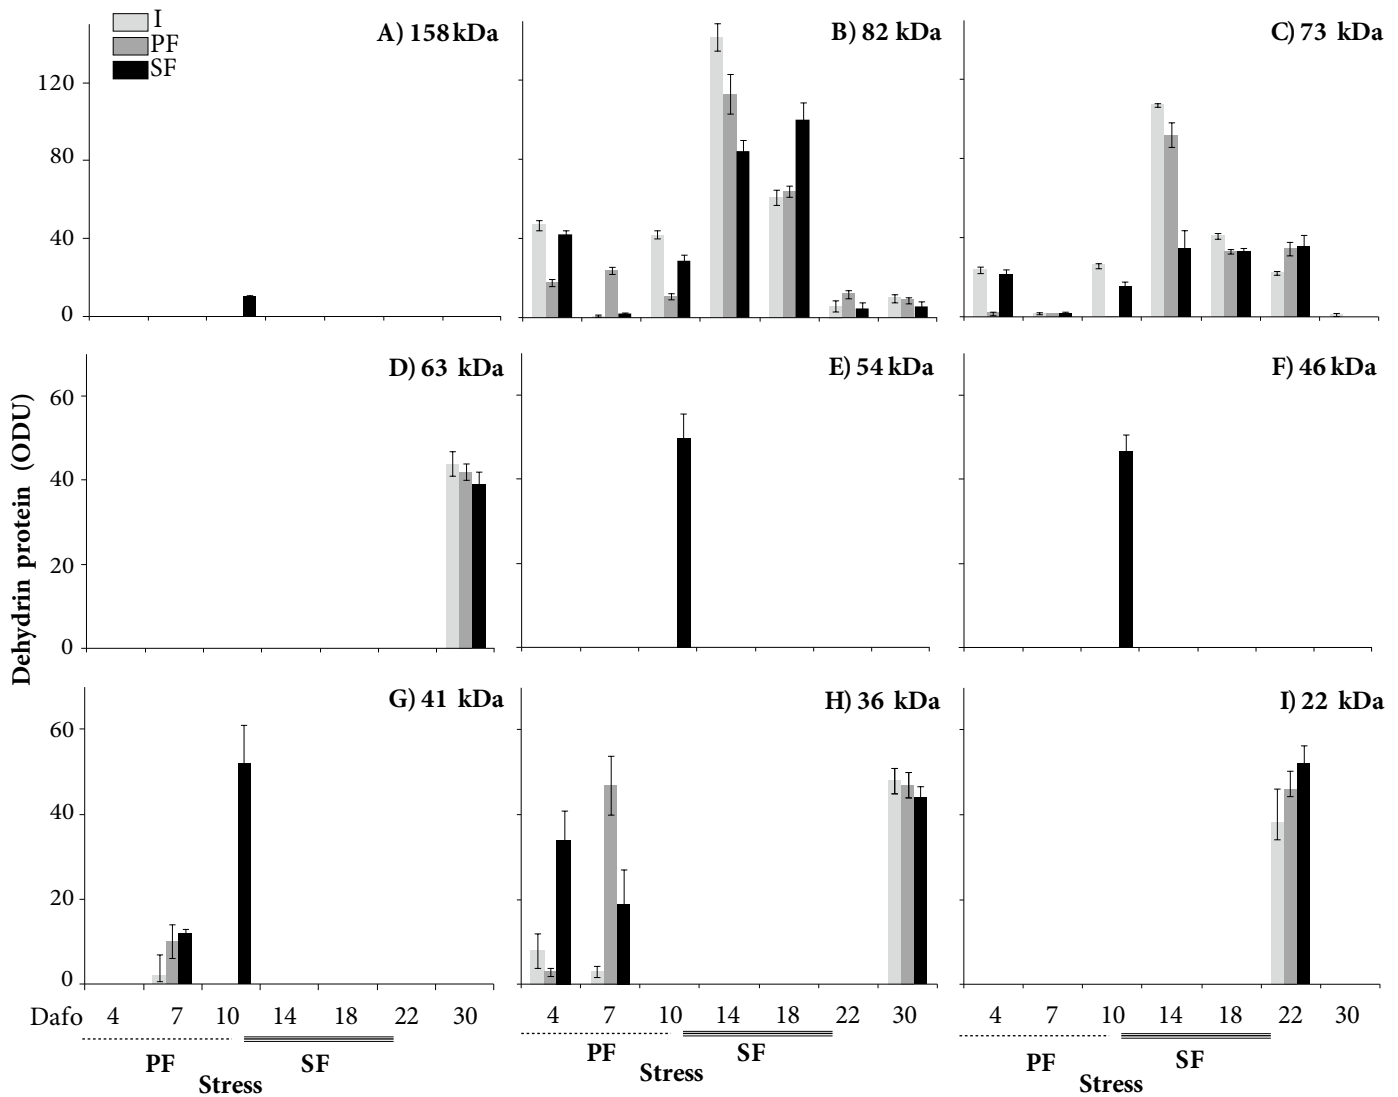 I
PF
SF
A) 158 kDa
B) 82 kDa
C) 73 kDa
120
80
40
0
D) 63 kDa
E) 54 kDa
F) 46 kDa
60
40
20
0
Dehydrin protein (ODU)
G) 41 kDa
H) 36 kDa
I) 22 kDa
60
40
20
0
Dafo 4 7 10 14 18 22 30
4 7 10 14 18 22 30
4 7 10 14 18 22 30
PF SF
Stress
PF SF
Stress
PF SF
Stress